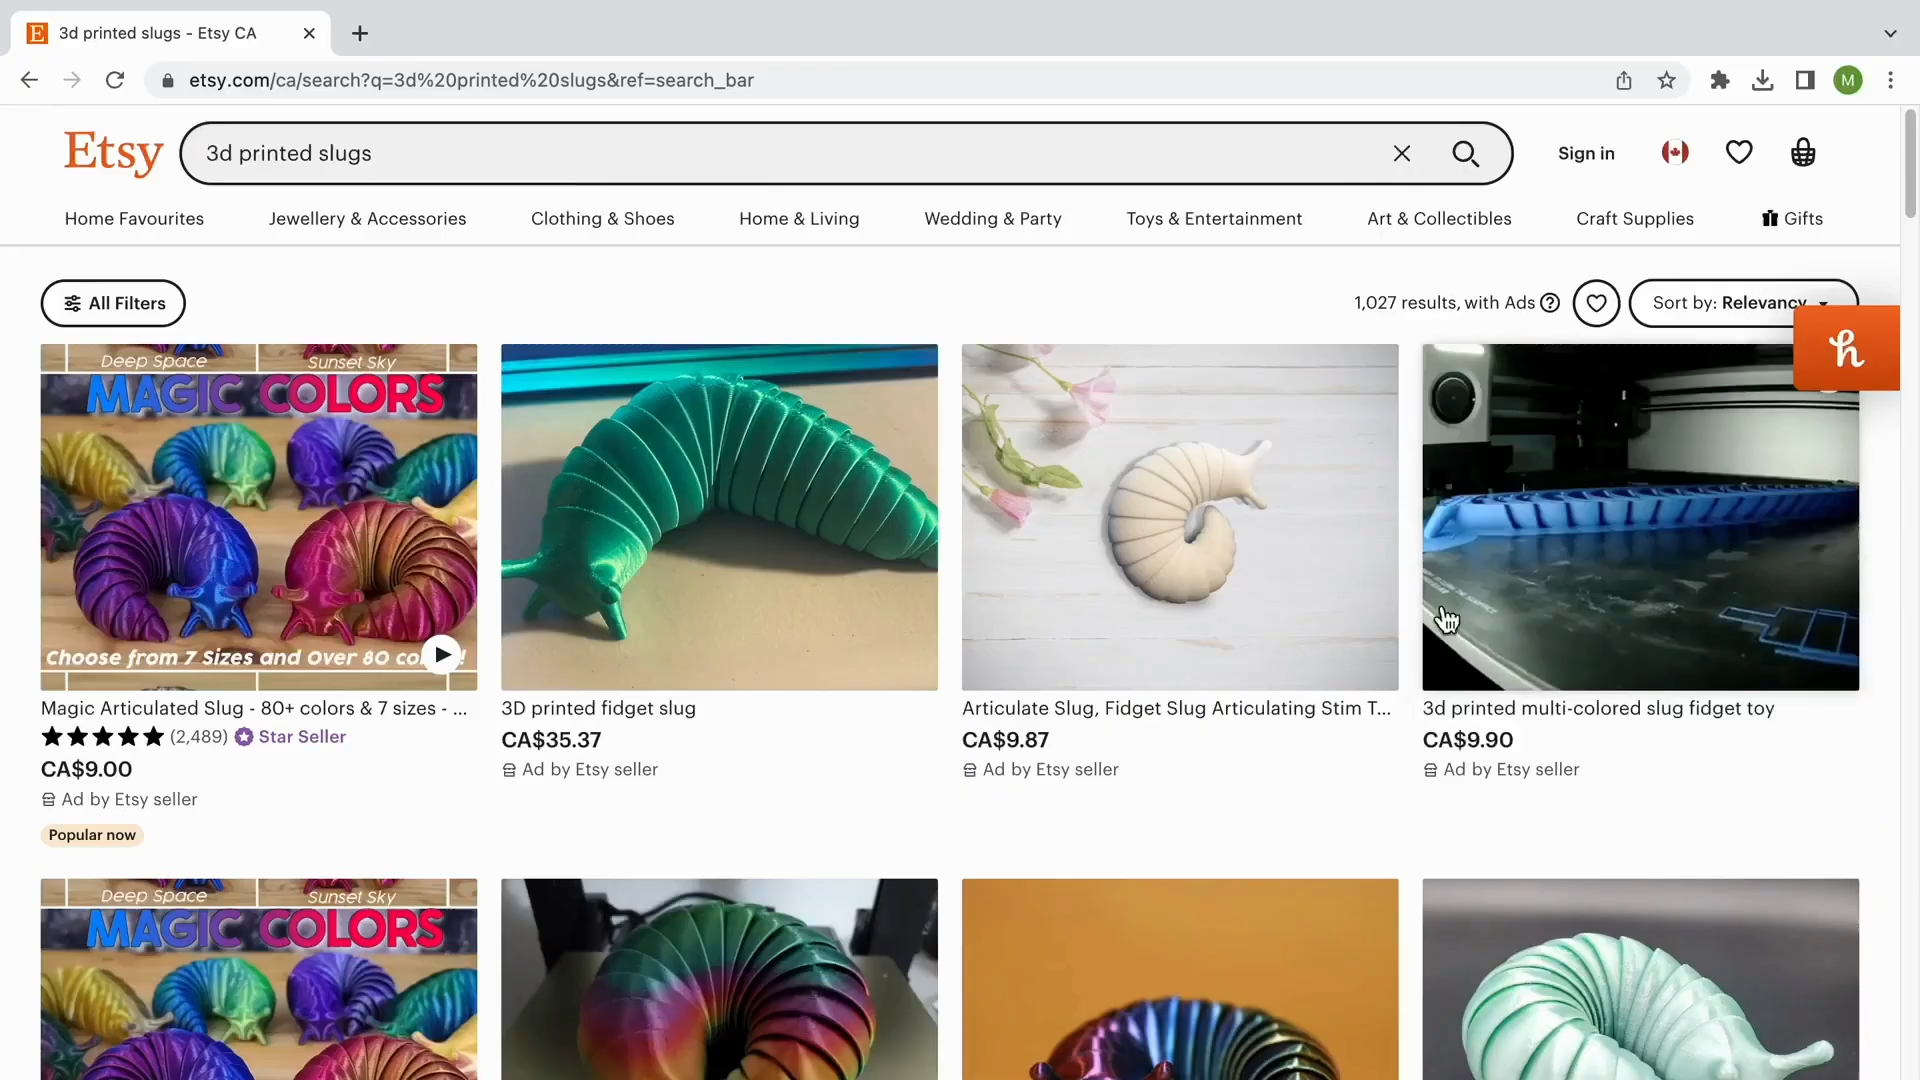 3d printed slugs - Etsy CA
etsy.com/ca/search?q=3d%20printed%20slugs&ref=search_bar
M
Etsy
3d printed slugs
Sign in
Home Favourites
Jewellery & Accessories
Clothing & Shoes
Home & Living
Wedding & Party
Toys & Entertainment
Art & Collectibles
Craft Supplies
Gifts
All Filters
1,027 results, with Ads
Sort by: Relevancy
h
Deep Space
Sunset Sky
MAGIC COLORS
Choose from 7 Sizes and Over 80 co
Magic Articulated Slug - 80+ colors & 7 sizes - ...
(2,489) Star Seller
CA$9.00
Ad by Etsy seller
Popular now
3D printed fidget slug
CA$35.37
Ad by Etsy seller
Articulate Slug, Fidget Slug Articulating Stim T...
CA$9.87
Ad by Etsy seller
3d printed multi-colored slug fidget toy
CA$9.90
Ad by Etsy seller
Deep Space
Sunset Sky
MAGIC COLORS